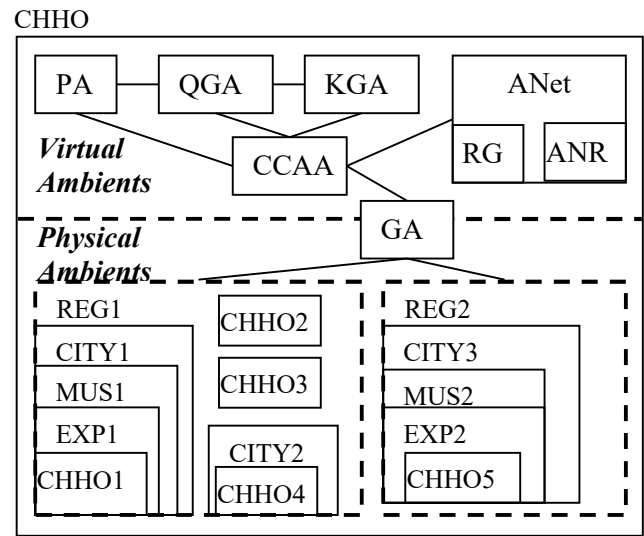 CHHO
PA
QGA
KGA
ANet
RG
ANR
Virtual
Ambients
CCAA
GA
Physical
Ambients
REG1
CITY1
MUS1
EXP1
CHHO1
CHHO2
CHHO3
CITY2
CHHO4
REG2
CITY3
MUS2
EXP2
CHHO5